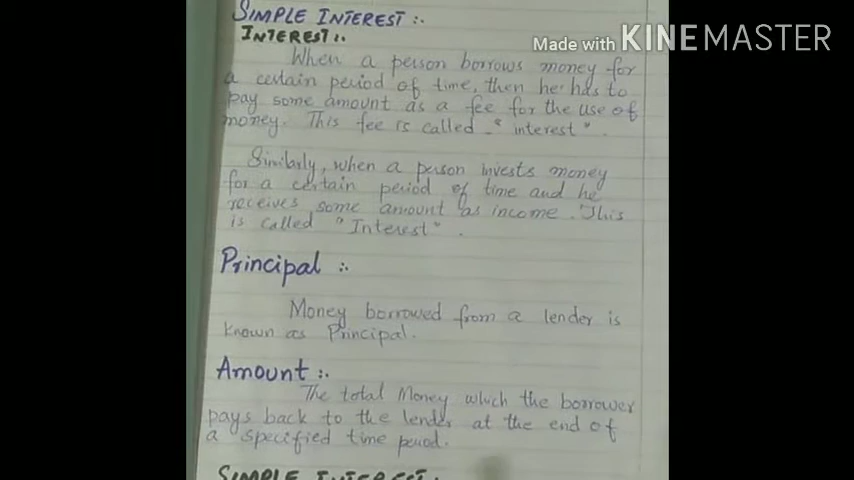 SIMPLE INTEREST :.
INTEREST:.
Made with KINEMASTER
When a person borrows money for
a certain period of time, then he has to
pay some amount as a fee for the use of
money. This fee is called "interest".
Similarly, when a person invests money
for a certain period of time and he
receives some amount as income. This
is called "Interest".
Principal :.
Money borrowed from a lender is
known as Principal.
Amount :.
The total Money which the borrower
pays back to the lender at the end of
a specified time period.
SIMPLE INTEREST: